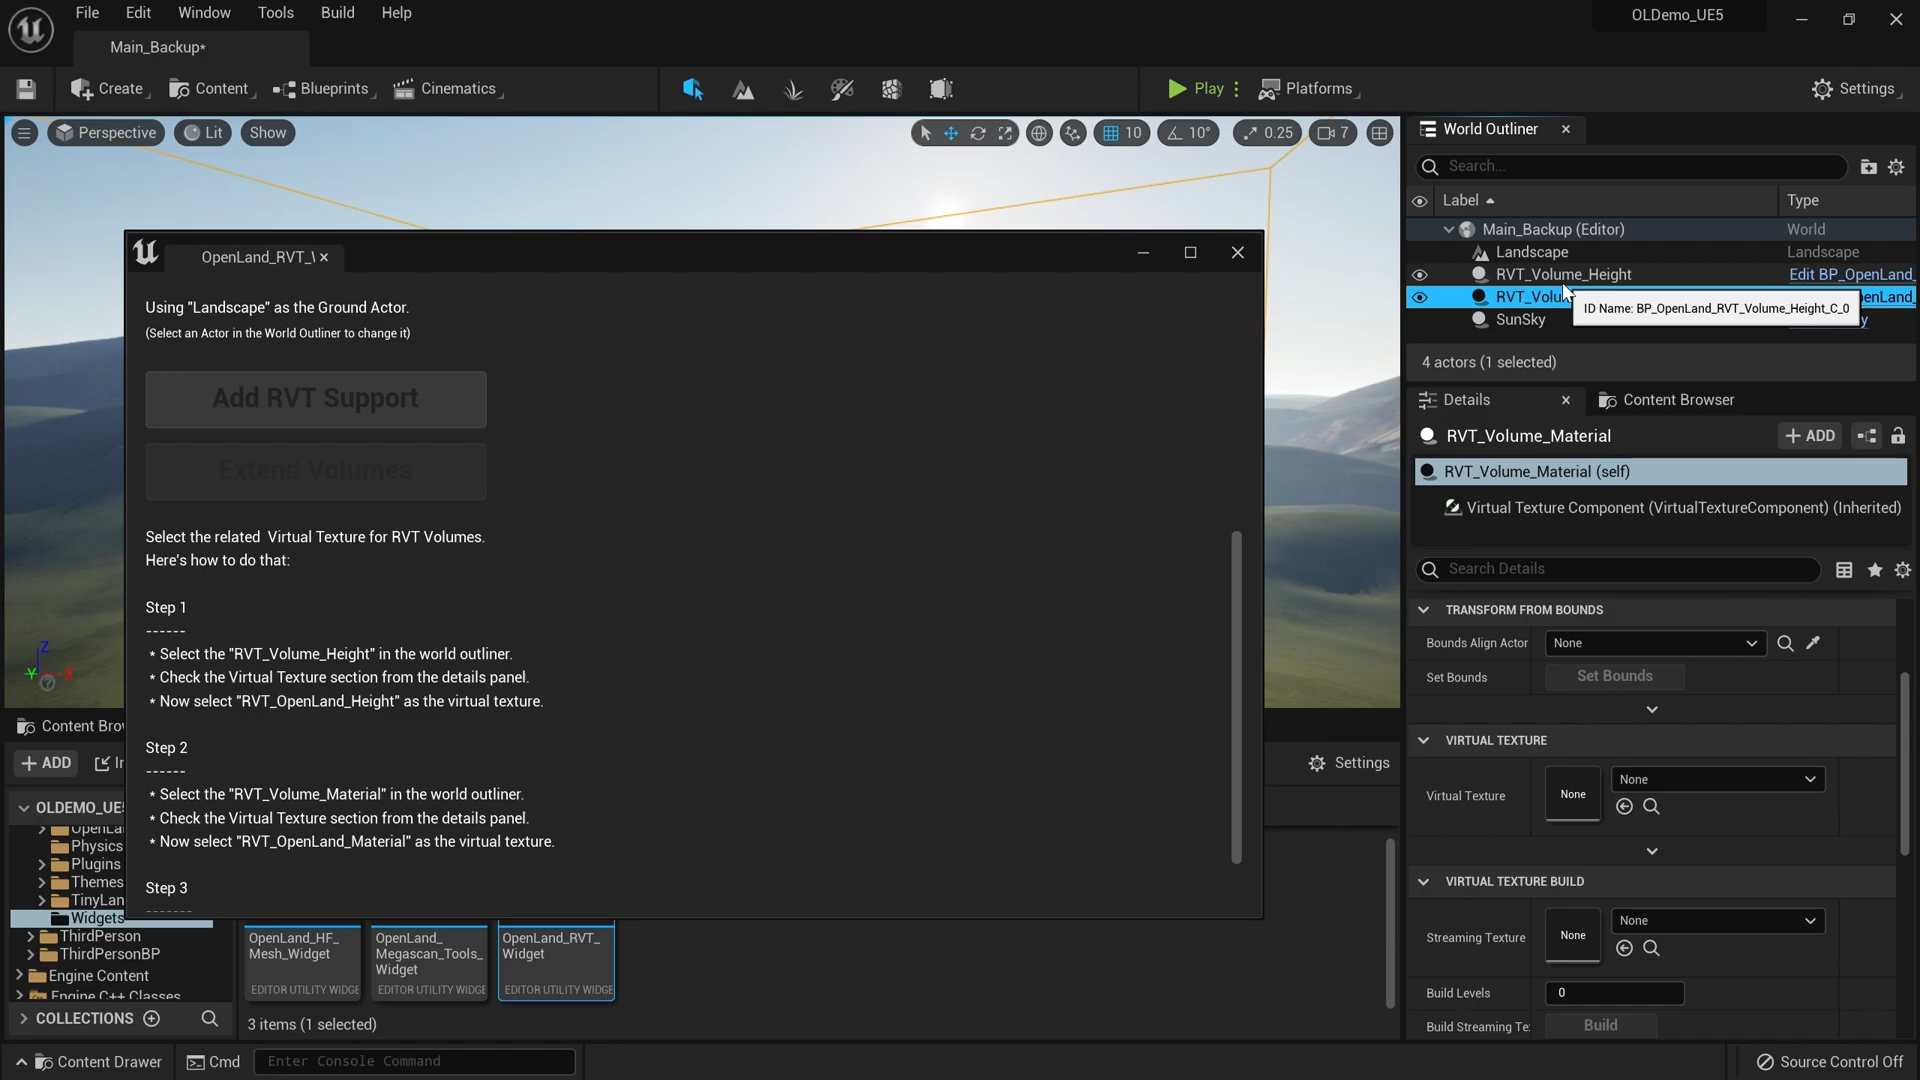 File Edit Window Tools Build Help
OLDemo_UE5
Main_Backup*
Create Content Blueprints Cinematics Play Platforms Settings
Perspective Lit Show 10 10° 0.25 7
World Outliner
Search...
Label Type
Main_Backup (Editor) World
Landscape Landscape
RVT_Volume_Height Edit BP_OpenLand_
ID Name: BP_OpenLand_RVT_Volume_Height_C_0
SunSky
4 actors (1 selected)
OpenLand_RVT_
Using "Landscape" as the Ground Actor.
(Select an Actor in the World Outliner to change it)
Add RVT Support
Extend Volumes
Select the related Virtual Texture for RVT Volumes.
Here's how to do that:
Step 1
------
* Select the "RVT_Volume_Height" in the world outliner.
* Check the Virtual Texture section from the details panel.
* Now select "RVT_OpenLand_Height" as the virtual texture.
Step 2
------
* Select the "RVT_Volume_Material" in the world outliner.
* Check the Virtual Texture section from the details panel.
* Now select "RVT_OpenLand_Material" as the virtual texture.
Step 3
-------
Details Content Browser
RVT_Volume_Material ADD
RVT_Volume_Material (self)
Virtual Texture Component (VirtualTextureComponent) (Inherited)
Search Details
TRANSFORM FROM BOUNDS
Bounds Align Actor None
Set Bounds Set Bounds
VIRTUAL TEXTURE
Virtual Texture None None
VIRTUAL TEXTURE BUILD
Streaming Texture None None
Build Levels 0
Build Streaming Te Build
Z
Y X
Content
ADD Settings
OLDEMO_UE5
Physics
Plugins
Themes
TinyLan
Widgets
ThirdPerson
ThirdPersonBP
Engine Content
Engine C++ Classes
COLLECTIONS
OpenLand_HF_
Mesh_Widget
EDITOR UTILITY WIDGE
OpenLand_
Megascan_Tools_
Widget
EDITOR UTILITY WIDGE
OpenLand_RVT_
Widget
EDITOR UTILITY WIDGE
3 items (1 selected)
Content Drawer Cmd Enter Console Command Source Control Off